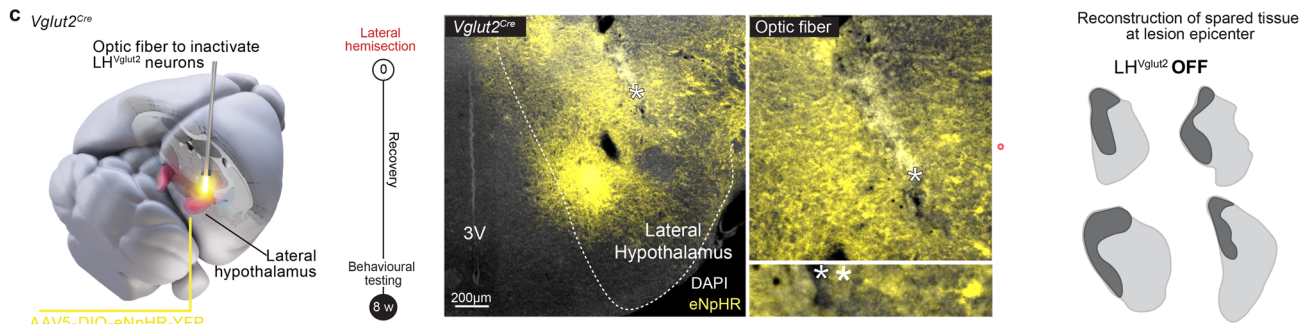 c
Vglut2Cre
Optic fiber to inactivate
LHVglut2 neurons
Lateral
hypothalamus
AAV5-DIO-eNpHR-YFP
Lateral
hemisection
0
Recovery
Behavioural
testing
8 w
Vglut2Cre
*
3V
Lateral
Hypothalamus
DAPI
eNpHR
200µm
Optic fiber
*
* *
Reconstruction of spared tissue
at lesion epicenter
LHVglut2 OFF